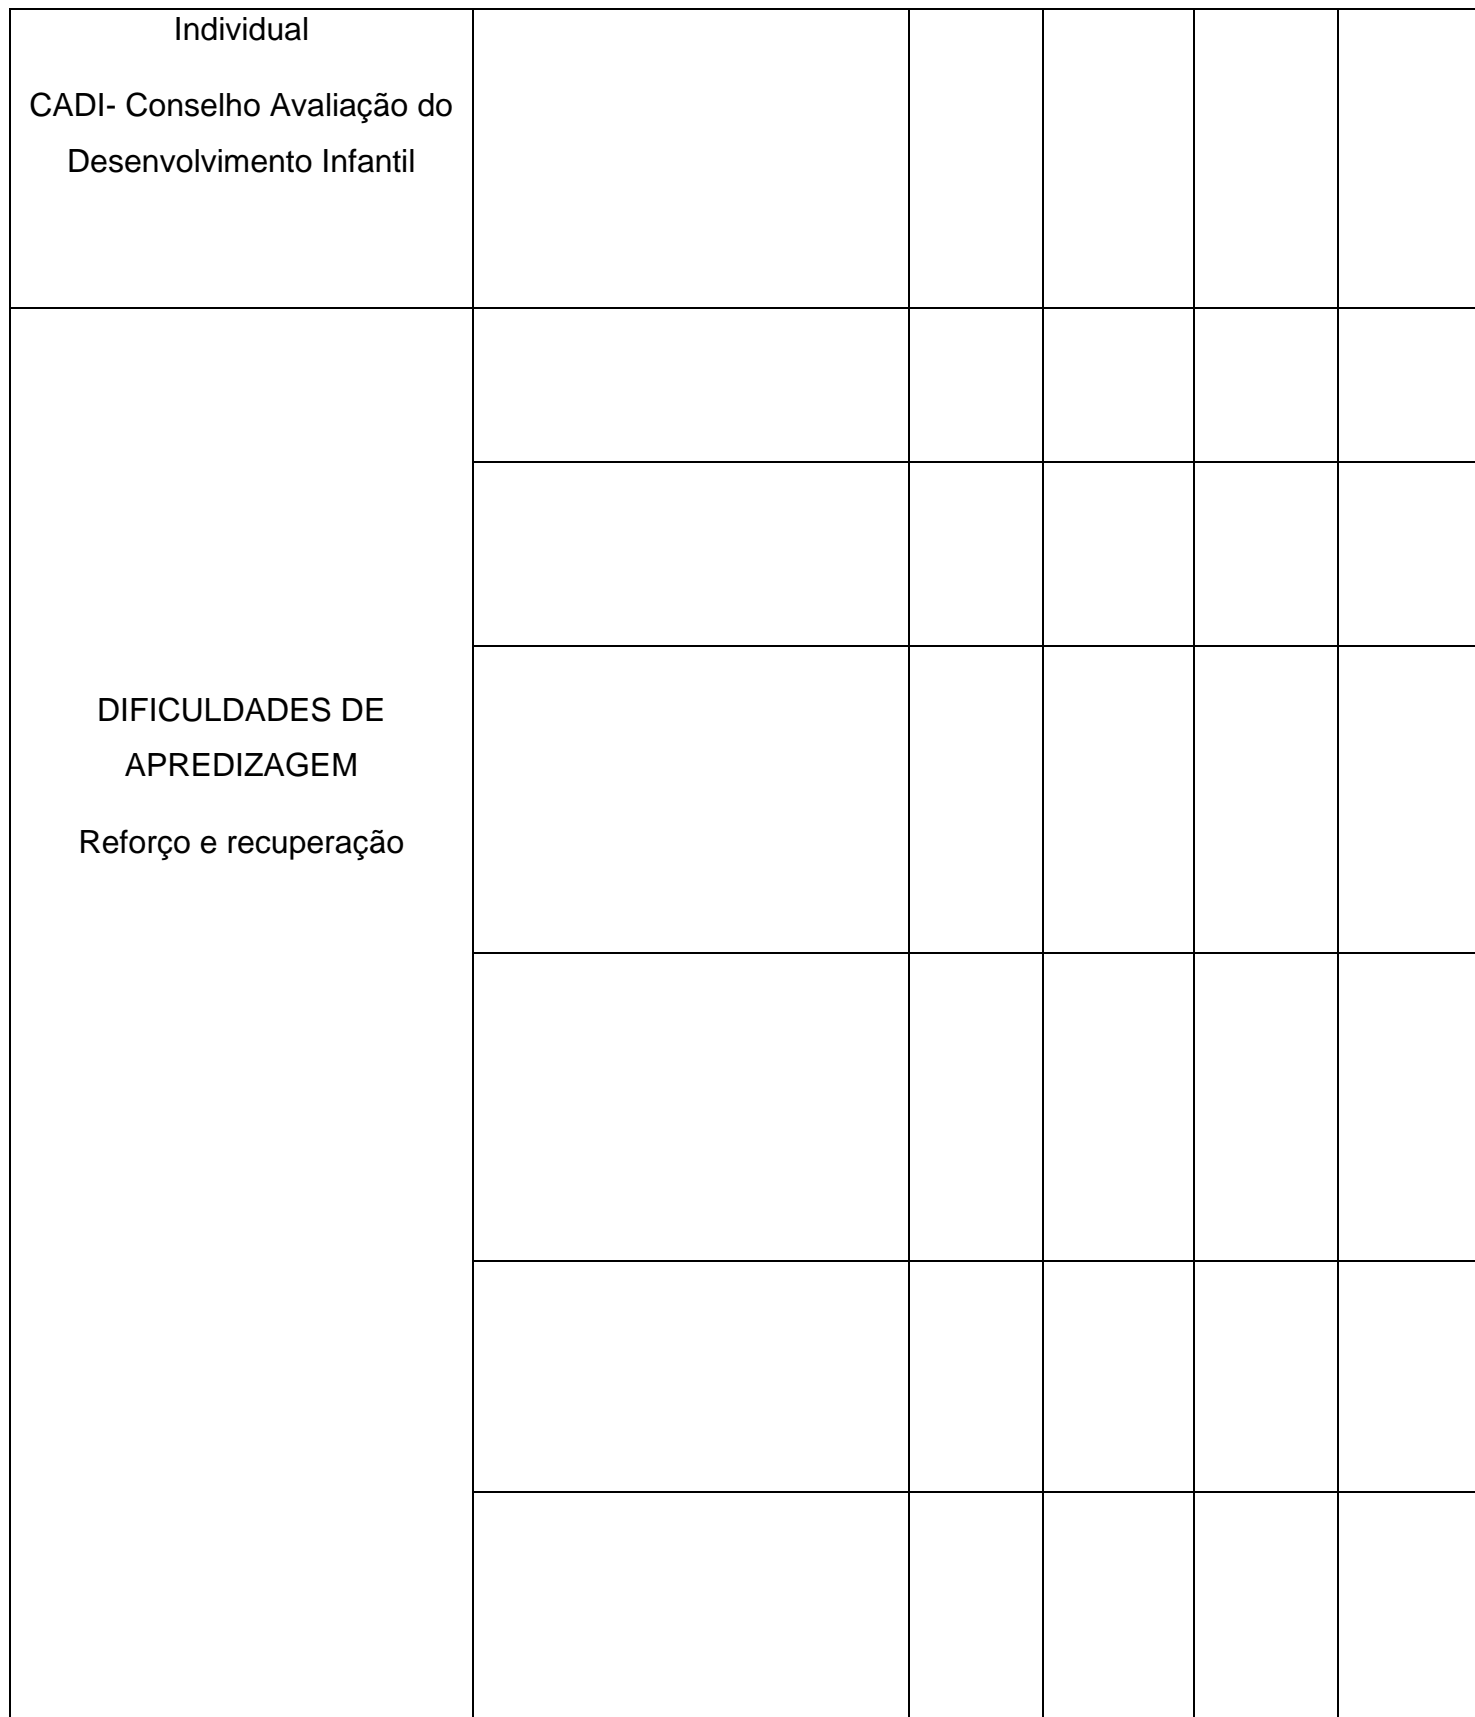 Individual
CADI- Conselho Avaliação do
Desenvolvimento Infantil
DIFICULDADES DE
APREDIZAGEM
Reforço e recuperação